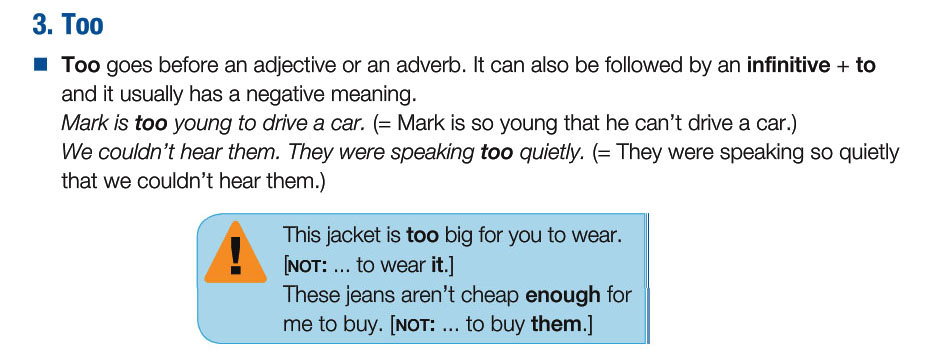 3. Too
Too goes before an adjective or an adverb. It can also be followed by an infinitive + to
and it usually has a negative meaning.
Mark is too young to drive a car. (= Mark is so young that he can't drive a car.)
We couldn't hear them. They were speaking too quietly. (= They were speaking so quietly
that we couldn't hear them.)
This jacket is too big for you to wear.
[NOT: ... to wear it.]
These jeans aren't cheap enough for
me to buy. [NOT: ... to buy them.]